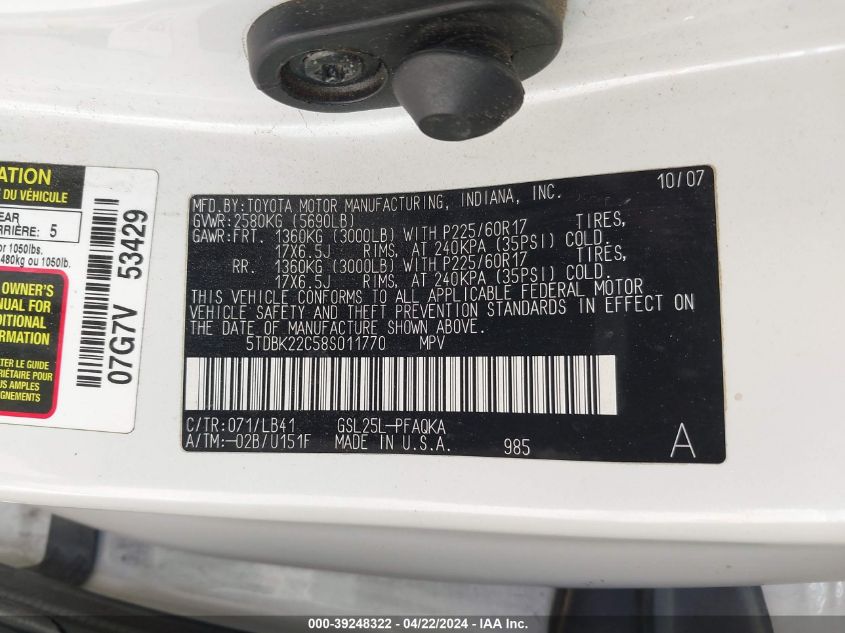 ATION
DU VÉHICULE
EAR
RRIÈRE: 5
or 1050lbs.
480kg ou 1050lb.
OWNER'S
NUAL FOR
DITIONAL
RMATION
TER LE GUIDE
RIÉTAIRE POUR
US AMPLES
GNEMENTS
07G7V 53429
MFD. BY: TOYOTA MOTOR MANUFACTURING, INDIANA, INC. 10/07
GVWR: 2580KG (5690LB)
GAWR: FRT. 1360KG (3000LB) WITH P225/60R17 TIRES,
17X6.5J RIMS, AT 240KPA (35PSI) COLD.
RR. 1360KG (3000LB) WITH P225/60R17 TIRES,
17X6.5J RIMS, AT 240KPA (35PSI) COLD.
THIS VEHICLE CONFORMS TO ALL APPLICABLE FEDERAL MOTOR
VEHICLE SAFETY AND THEFT PREVENTION STANDARDS IN EFFECT ON
THE DATE OF MANUFACTURE SHOWN ABOVE.
5TDBK22C58S011770 MPV
C/TR: 071/LB41 GSL25L-PFAQKA
A/TM: -02B/U151F MADE IN U.S.A. 985 A
000-39248322 - 04/22/2024 - IAA Inc.